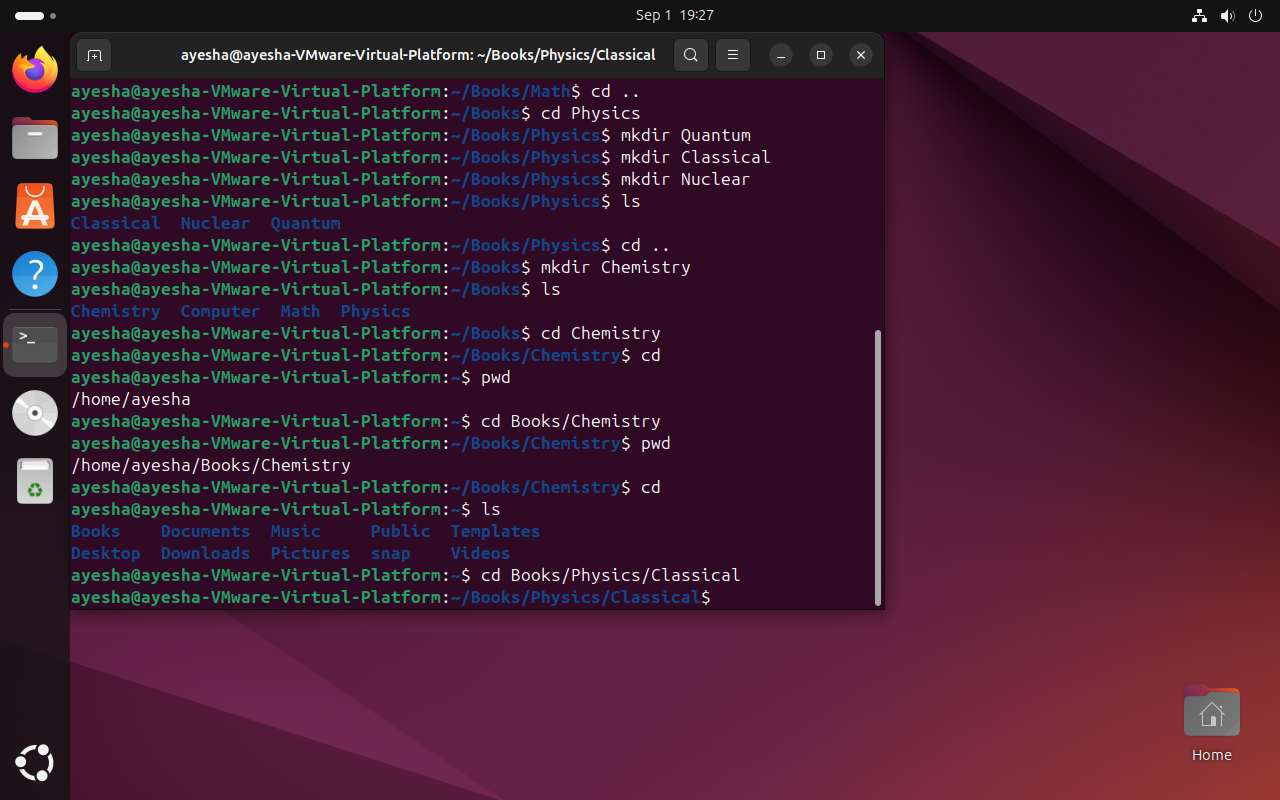 Sep 1 19:27
ayesha@ayesha-VMware-Virtual-Platform: ~/Books/Physics/Classical
ayesha@ayesha-VMware-Virtual-Platform:~/Books/Math$ cd ..
ayesha@ayesha-VMware-Virtual-Platform:~/Books$ cd Physics
ayesha@ayesha-VMware-Virtual-Platform:~/Books/Physics$ mkdir Quantum
ayesha@ayesha-VMware-Virtual-Platform:~/Books/Physics$ mkdir Classical
ayesha@ayesha-VMware-Virtual-Platform:~/Books/Physics$ mkdir Nuclear
ayesha@ayesha-VMware-Virtual-Platform:~/Books/Physics$ ls
Classical  Nuclear  Quantum
ayesha@ayesha-VMware-Virtual-Platform:~/Books/Physics$ cd ..
ayesha@ayesha-VMware-Virtual-Platform:~/Books$ mkdir Chemistry
ayesha@ayesha-VMware-Virtual-Platform:~/Books$ ls
Chemistry  Computer  Math  Physics
ayesha@ayesha-VMware-Virtual-Platform:~/Books$ cd Chemistry
ayesha@ayesha-VMware-Virtual-Platform:~/Books/Chemistry$ cd
ayesha@ayesha-VMware-Virtual-Platform:~$ pwd
/home/ayesha
ayesha@ayesha-VMware-Virtual-Platform:~$ cd Books/Chemistry
ayesha@ayesha-VMware-Virtual-Platform:~/Books/Chemistry$ pwd
/home/ayesha/Books/Chemistry
ayesha@ayesha-VMware-Virtual-Platform:~/Books/Chemistry$ cd
ayesha@ayesha-VMware-Virtual-Platform:~$ ls
Books    Documents  Music     Public  Templates
Desktop  Downloads  Pictures  snap    Videos
ayesha@ayesha-VMware-Virtual-Platform:~$ cd Books/Physics/Classical
ayesha@ayesha-VMware-Virtual-Platform:~/Books/Physics/Classical$
Home